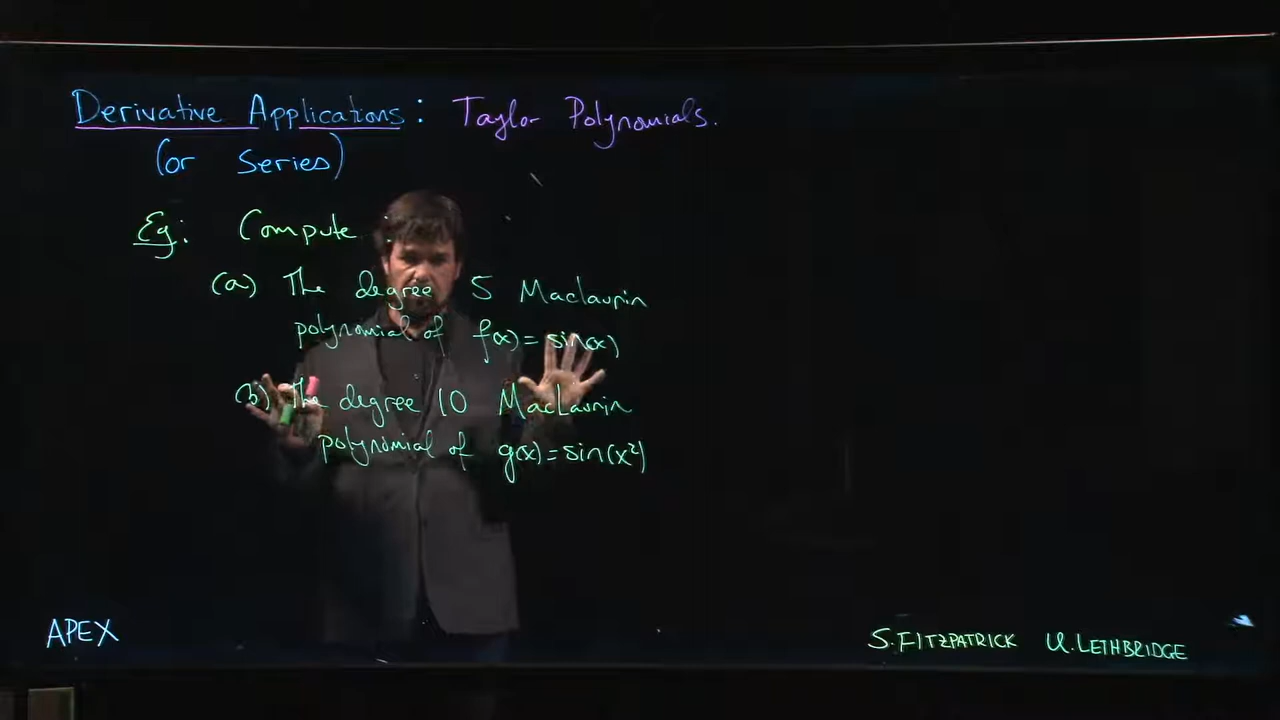 Derivative Applications: Taylor Polynomials.
(or Series)
Eg: Compute
(a) The degree 5 Maclaurin
polynomial of f(x) = sin(x)
(b) The degree 10 MacLaurin
polynomial of g(x) = sin(x²)
APEX
S. FITZPATRICK U. LETHBRIDGE